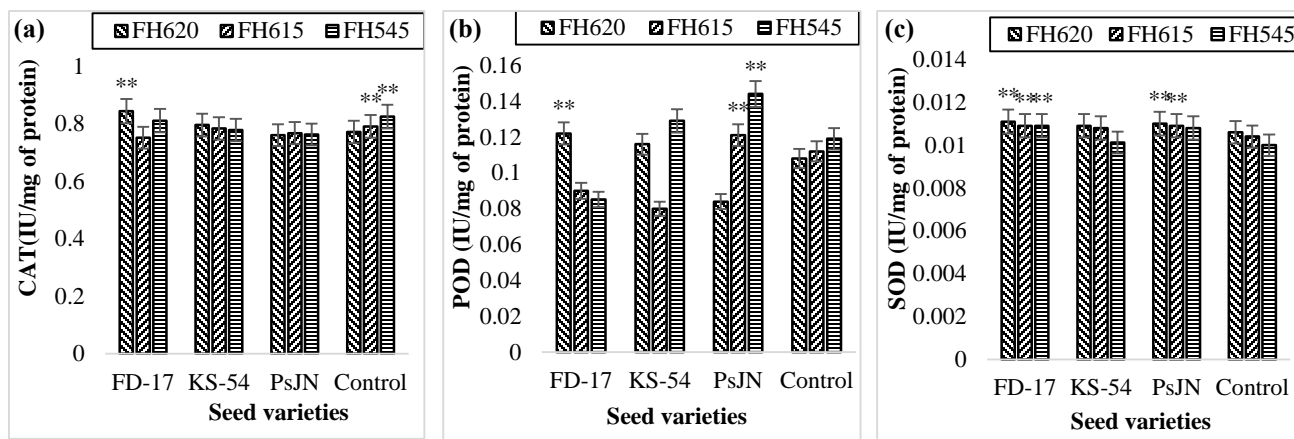 (a)
FH620 FH615 FH545
CAT(IU/mg of protein)
1
0.8
0.6
0.4
0.2
0
**
** **
FD-17 KS-54 PsJN Control
Seed varieties
(b)
FH620 FH615 FH545
POD (IU/mg of protein)
0.16
0.14
0.12
0.1
0.08
0.06
0.04
0.02
0
**
** **
FD-17 KS-54 PsJN Control
Seed varieties
(c)
FH620 FH615 FH545
SOD (IU/mg of protein)
0.014
0.012
0.01
0.008
0.006
0.004
0.002
0
** ** ** ** **
FD-17 KS-54 PsJN Control
Seed varieties